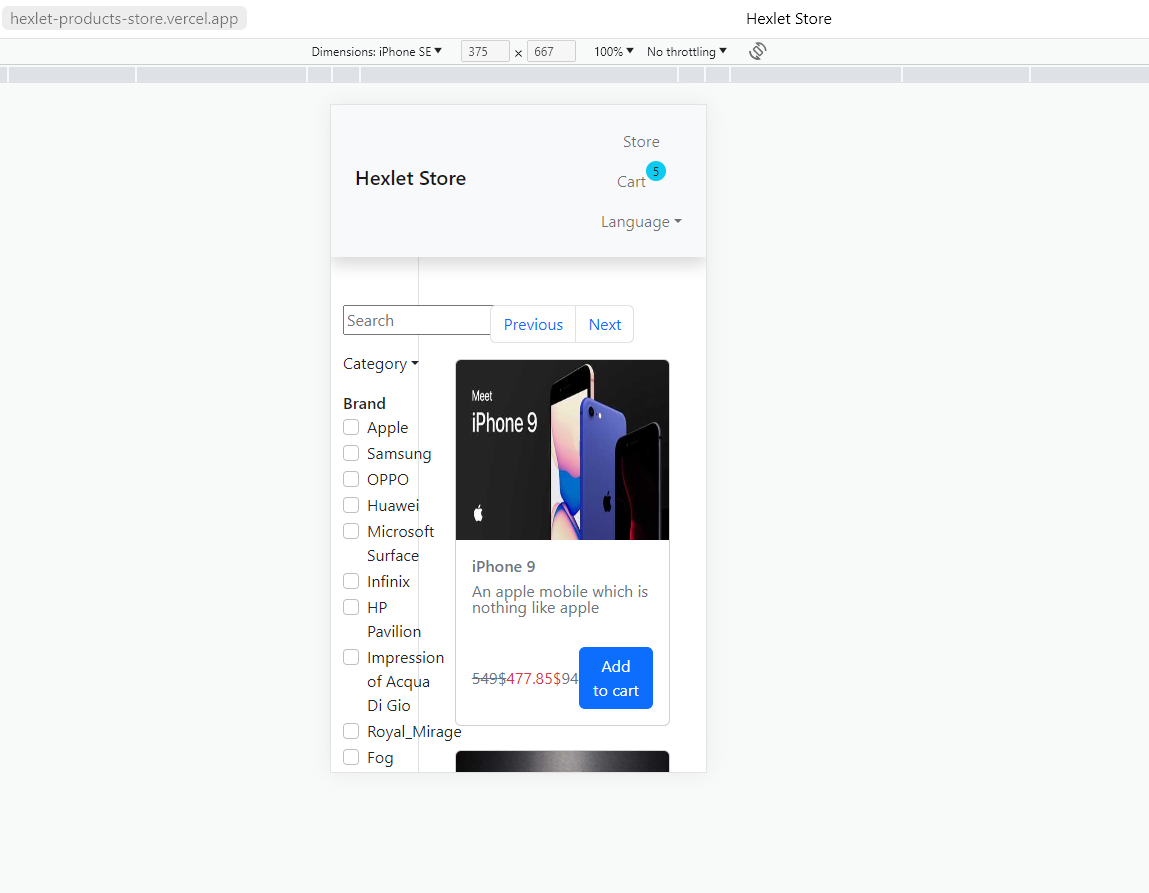 hexlet-products-store.vercel.app
Hexlet Store
Dimensions: iPhone SE
375 × 667
100%
No throttling
Hexlet Store
Store
Cart 5
Language
Search
Previous
Next
Category
Brand
Apple
Samsung
OPPO
Huawei
Microsoft
Surface
Infinix
HP
Pavilion
Impression
of Acqua
Di Gio
Royal_Mirage
Fog
Meet
iPhone 9
iPhone 9
An apple mobile which is
nothing like apple
549$477.85$94
Add
to cart